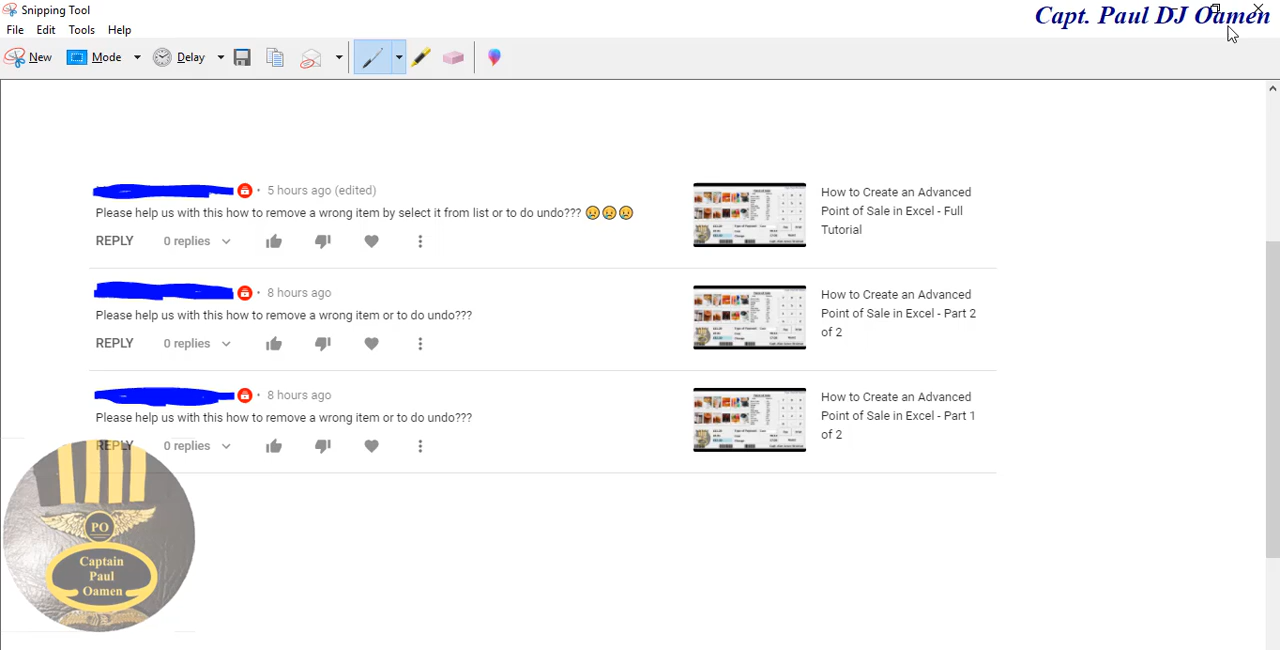 Snipping Tool
Capt. Paul DJ Oamen
File Edit Tools Help
New Mode Delay
5 hours ago (edited)
Please help us with this how to remove a wrong item by select it from list or to do undo??? 😢😢😢
REPLY 0 replies
How to Create an Advanced
Point of Sale in Excel - Full
Tutorial
8 hours ago
Please help us with this how to remove a wrong item or to do undo???
REPLY 0 replies
How to Create an Advanced
Point of Sale in Excel - Part 2
of 2
8 hours ago
Please help us with this how to remove a wrong item or to do undo???
REPLY 0 replies
How to Create an Advanced
Point of Sale in Excel - Part 1
of 2
PO
Captain
Paul
Oamen